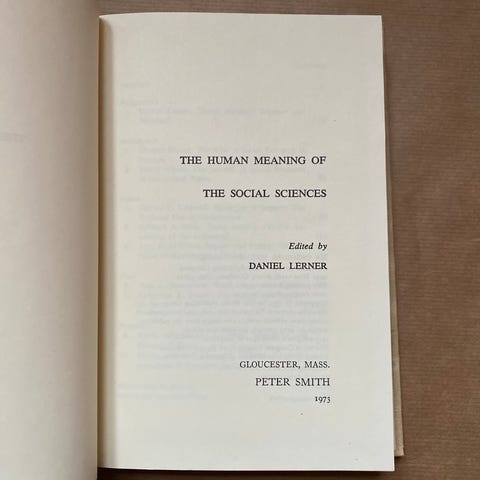 THE HUMAN MEANING OF
THE SOCIAL SCIENCES
Edited by
DANIEL LERNER
GLOUCESTER, MASS.
PETER SMITH
1973